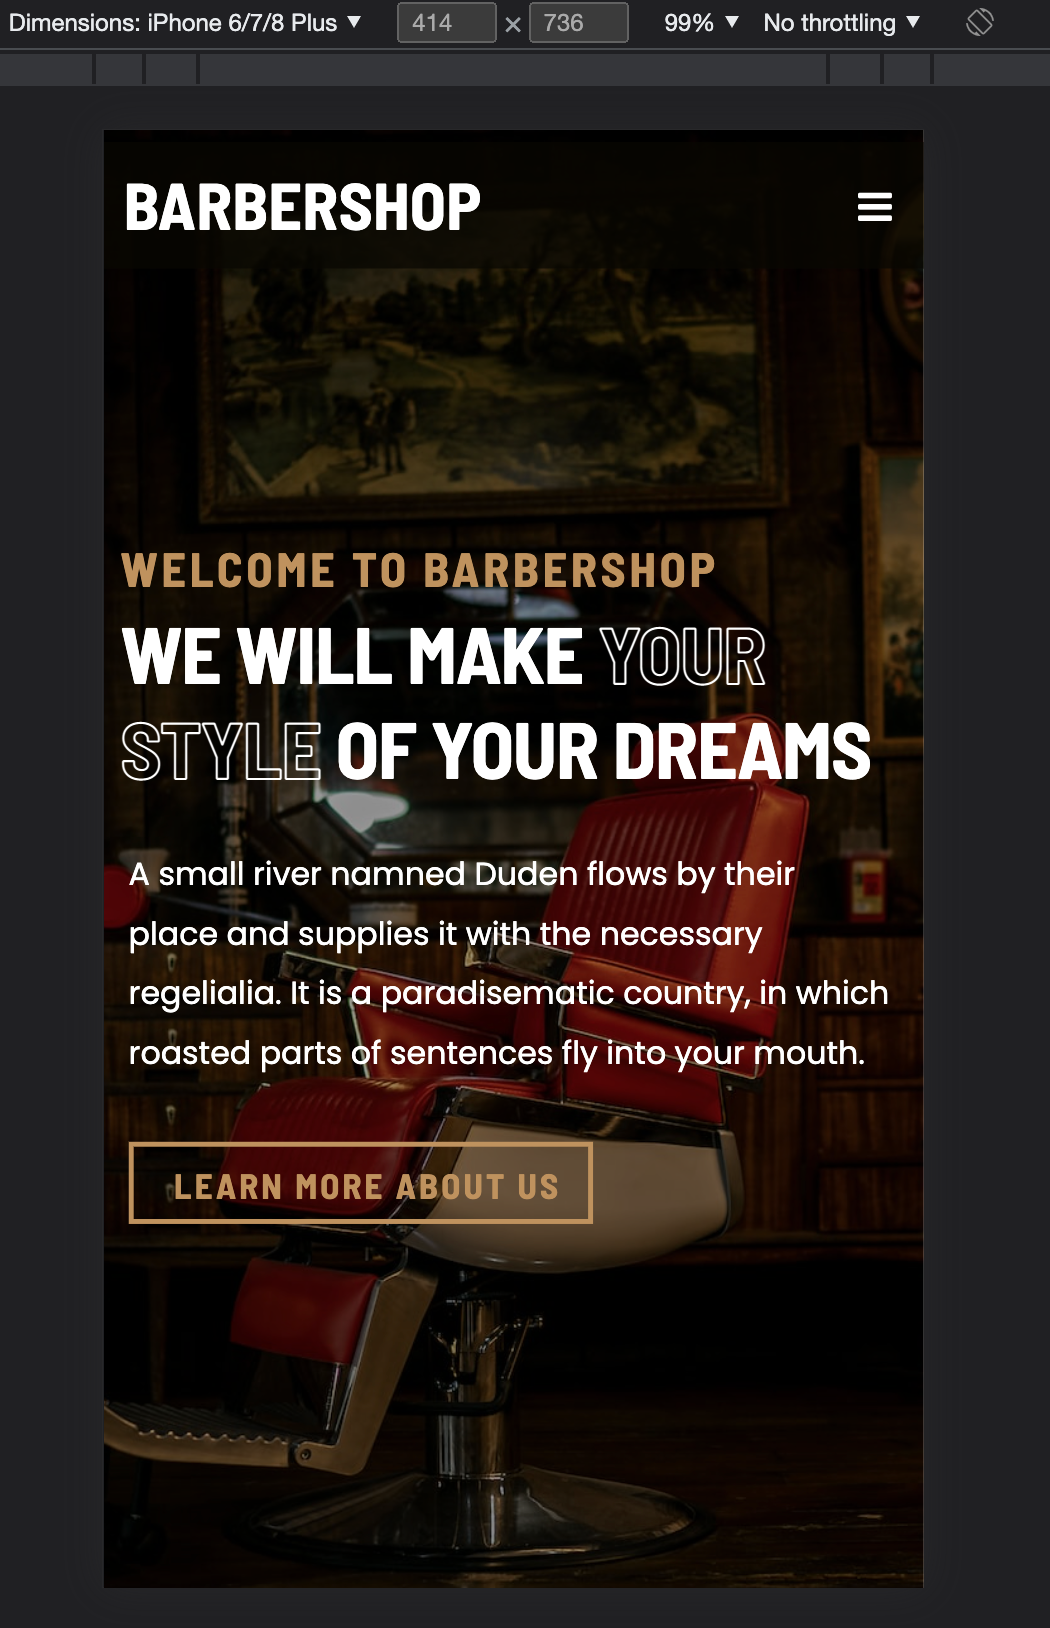 Dimensions: iPhone 6/7/8 Plus ▼ 414 × 736 99% ▼ No throttling ▼
BARBERSHOP
WELCOME TO BARBERSHOP
WE WILL MAKE YOUR
STYLE OF YOUR DREAMS
A small river namned Duden flows by their
place and supplies it with the necessary
regelialia. It is a paradisematic country, in which
roasted parts of sentences fly into your mouth.
LEARN MORE ABOUT US